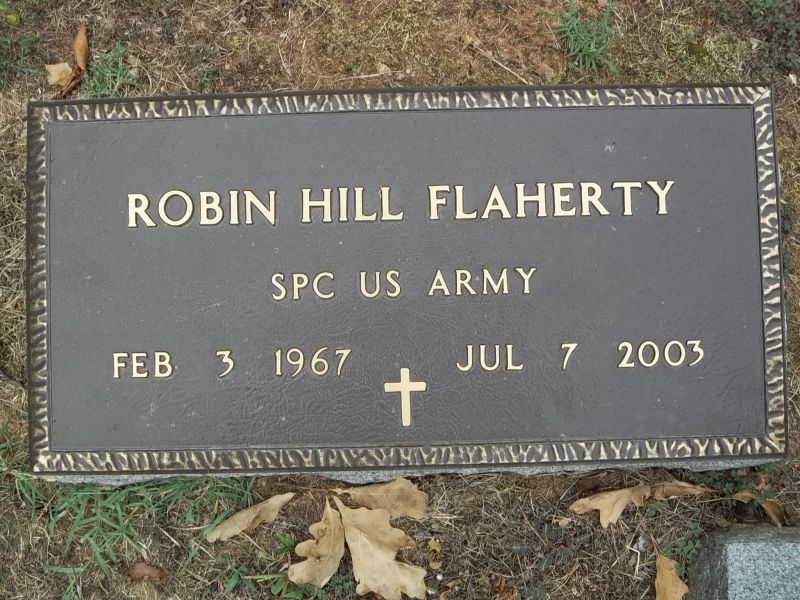 ROBIN HILL FLAHERTY
SPC US ARMY
FEB 3 1967 JUL 7 2003